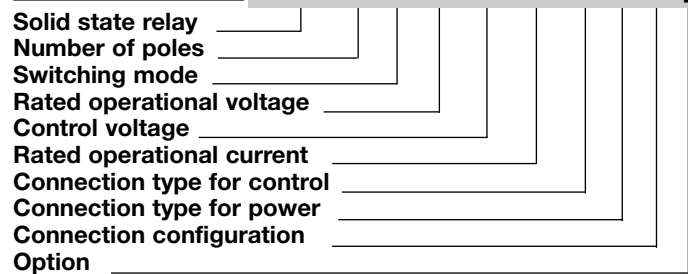 Solid state relay
Number of poles
Switching mode
Rated operational voltage
Control voltage
Rated operational current
Connection type for control
Connection type for power
Connection configuration
Option